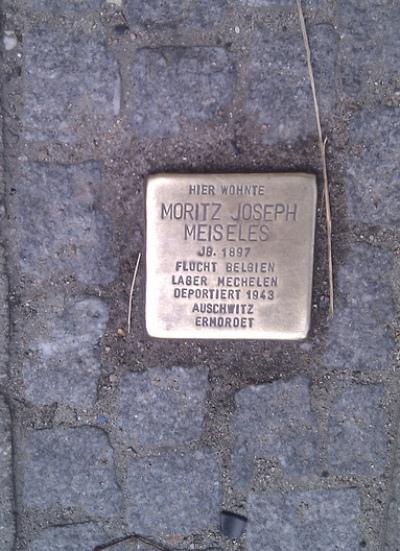 HIER WOHNTE
MORITZ JOSEPH
MEISELES
JG. 1897
FLUCHT BELGIEN
LAGER MECHELEN
DEPORTIERT 1943
AUSCHWITZ
ERMORDET